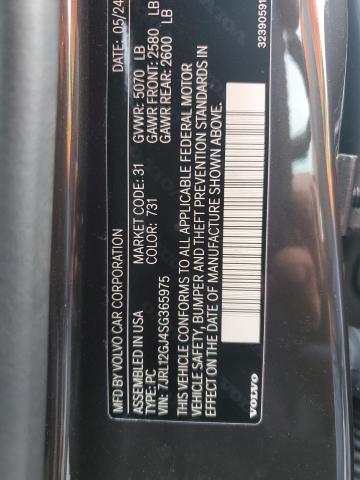 MFD BY VOLVO CAR CORPORATION DATE: 05/24
ASSEMBLED IN USA MARKET CODE: 31 GVWR: 5070 LB
TYPE: PC COLOR: 731 GAWR FRONT: 2580 LB
VIN: 7JRL12GJ4SG365975 GAWR REAR: 2600 LB
THIS VEHICLE CONFORMS TO ALL APPLICABLE FEDERAL MOTOR
VEHICLE SAFETY, BUMPER AND THEFT PREVENTION STANDARDS IN
EFFECT ON THE DATE OF MANUFACTURE SHOWN ABOVE.
VOLVO
3239059